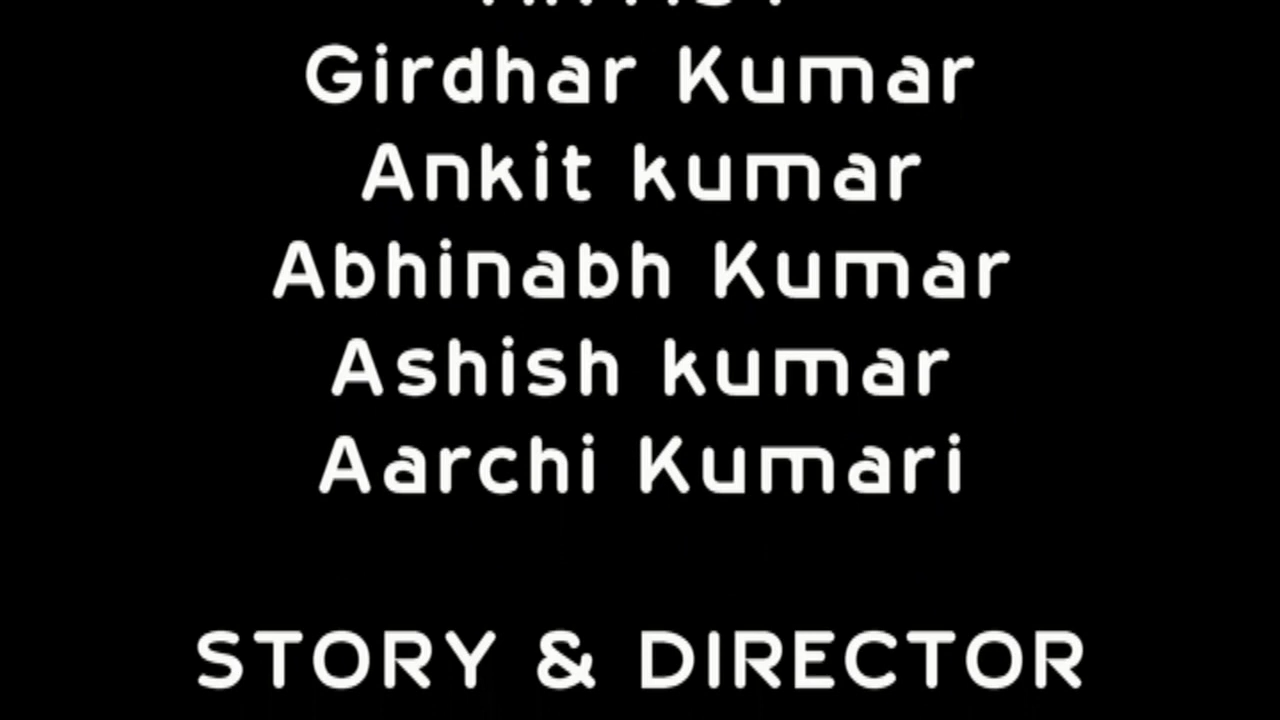 Girdhar Kumar
Ankit kumar
Abhinabh Kumar
Ashish kumar
Aarchi Kumari
STORY & DIRECTOR